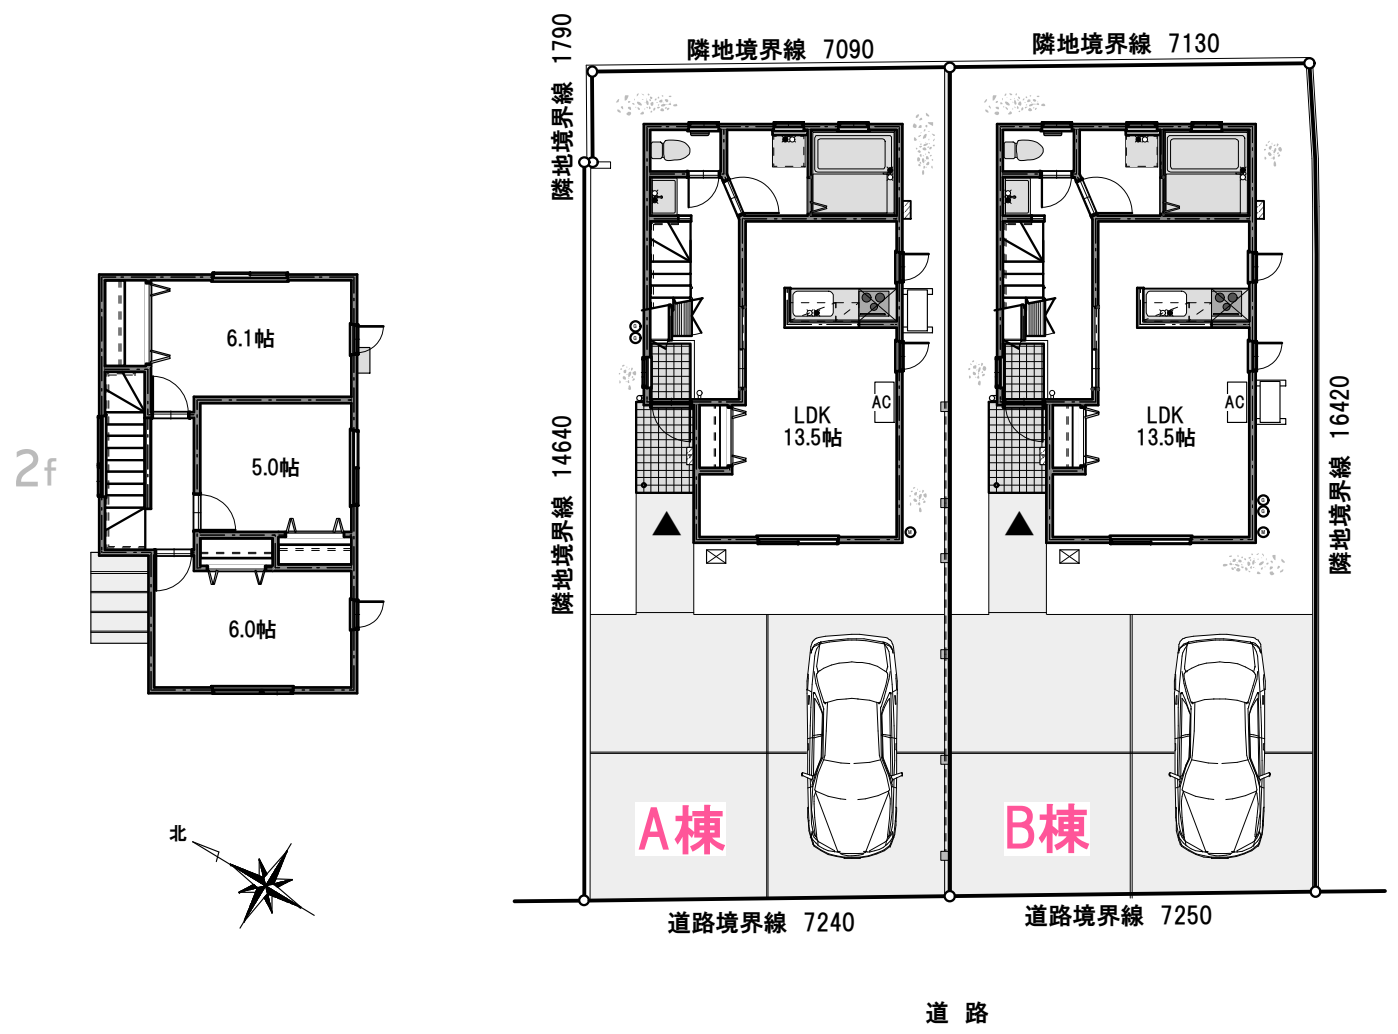 隣地境界線 7090
隣地境界線 7130
隣地境界線 1790
6.1帖
5.0帖
6.0帖
2f
AC
LDK
13.5帖
AC
LDK
13.5帖
隣地境界線 14640
隣地境界線 16420
A棟
B棟
北
道路境界線 7240
道路境界線 7250
道 路